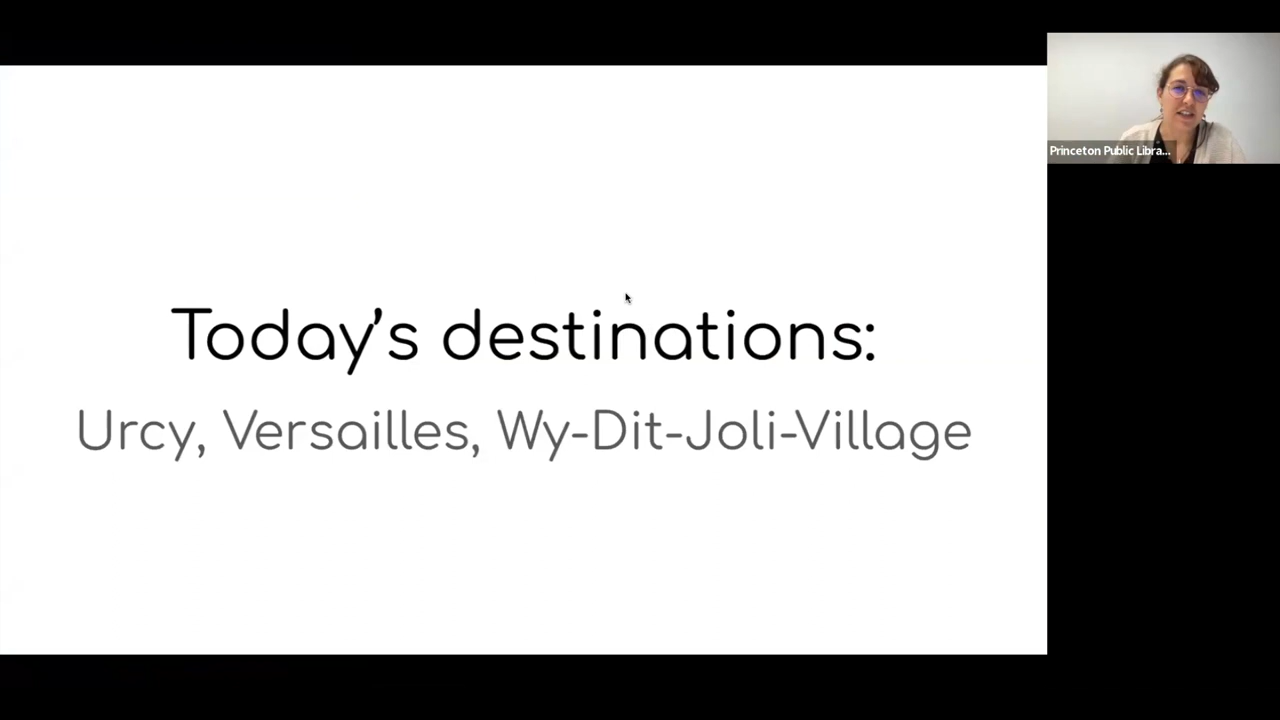 Princeton Public Libra...
Today's destinations:
Urcy, Versailles, Wy-Dit-Joli-Village